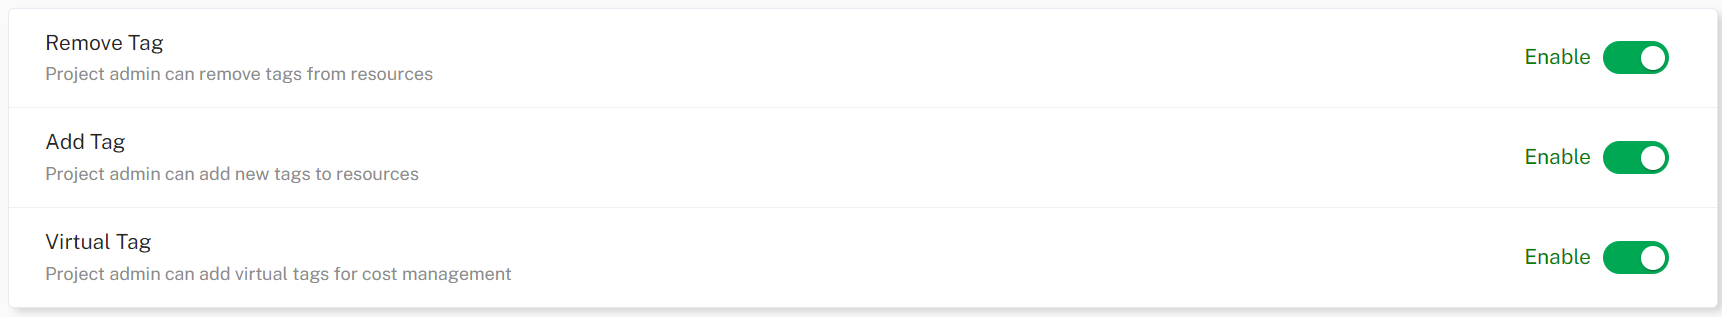 Remove Tag
Project admin can remove tags from resources
Enable
Add Tag
Project admin can add new tags to resources
Enable
Virtual Tag
Project admin can add virtual tags for cost management
Enable